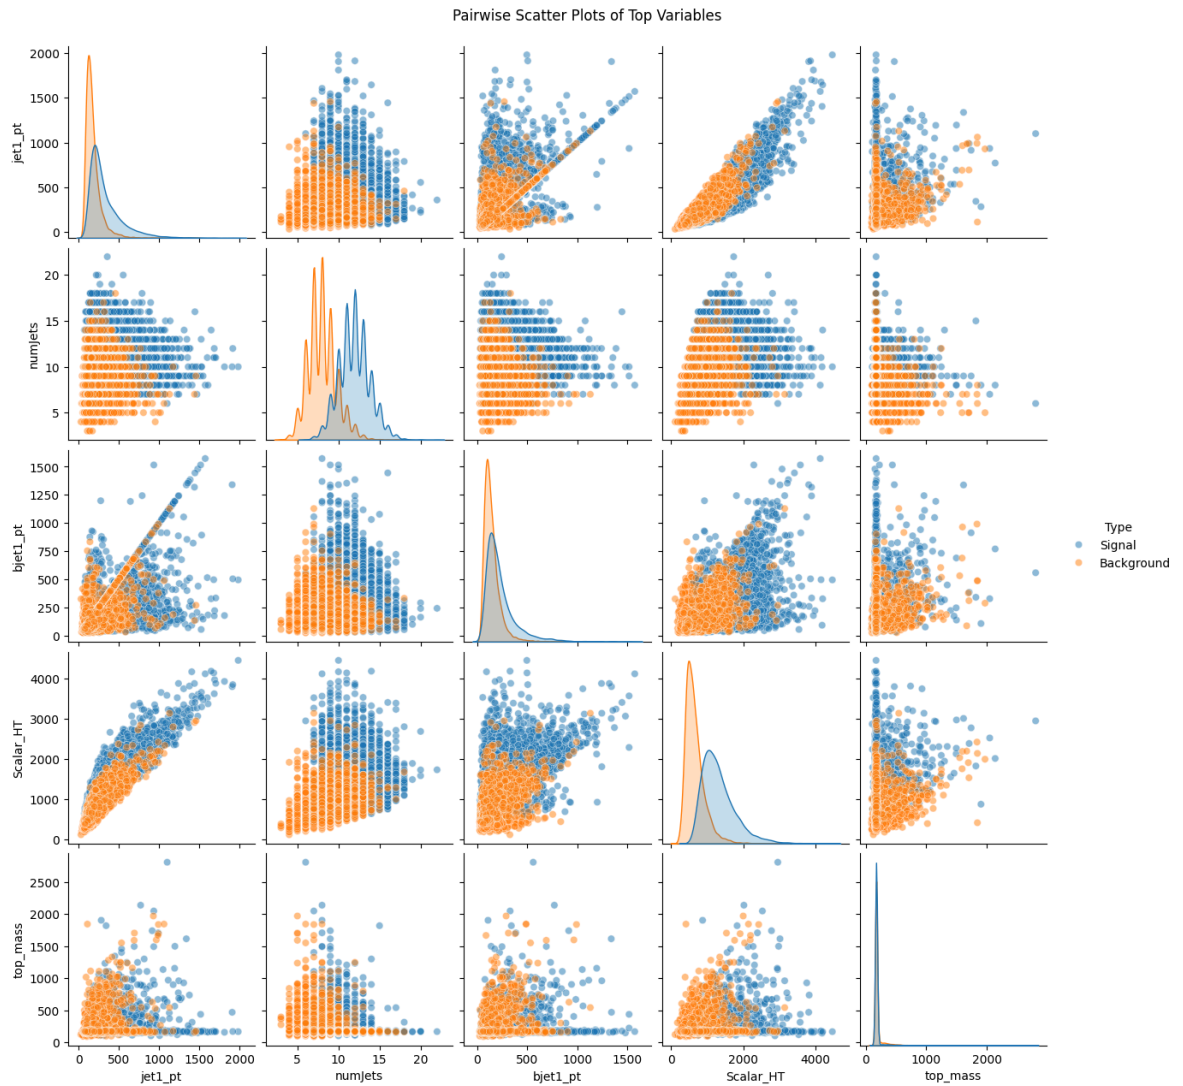 Pairwise Scatter Plots of Top Variables
2000
1500
1000
500
0
jet1_pt
20
15
10
5
numJets
1500
1250
1000
750
500
250
0
bjet1_pt
4000
3000
2000
1000
0
Scalar_HT
2500
2000
1500
1000
500
0
top_mass
0 500 1000 1500 2000
jet1_pt
5 10 15 20
numJets
0 500 1000 1500
bjet1_pt
0 2000 4000
Scalar_HT
0 1000 2000
top_mass
Type
Signal
Background